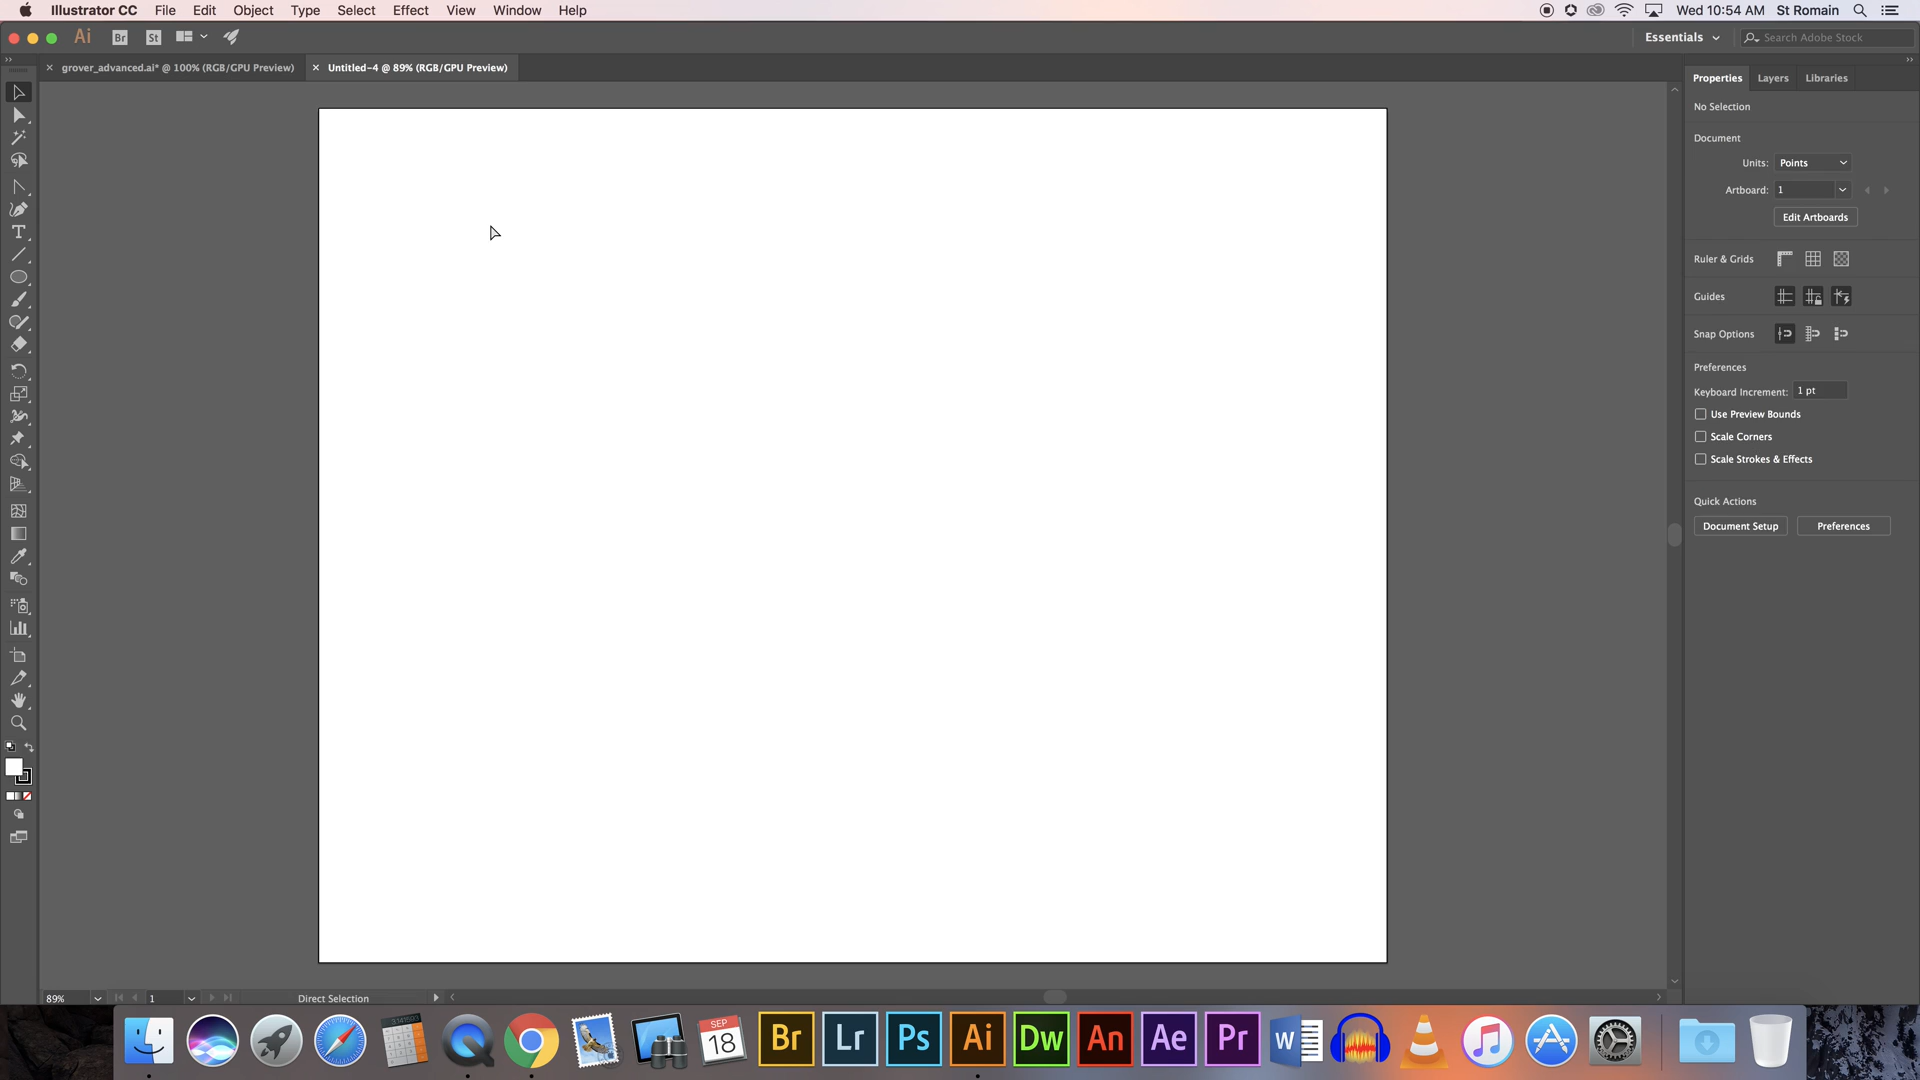 Illustrator CC File Edit Object Type Select Effect View Window Help Wed 10:54 AM St Romain
Ai Br St Essentials Search Adobe Stock
grover_advanced.ai* @ 100% (RGB/GPU Preview) Untitled-4 @ 89% (RGB/GPU Preview)
Properties Layers Libraries
No Selection
Document
Units: Points
Artboard: 1
Edit Artboards
Ruler & Grids
Guides
Snap Options
Preferences
Keyboard Increment: 1 pt
Use Preview Bounds
Scale Corners
Scale Strokes & Effects
Quick Actions
Document Setup Preferences
T
89% 1 Direct Selection
SEP
18
Br Lr Ps Ai Dw An Ae Pr W